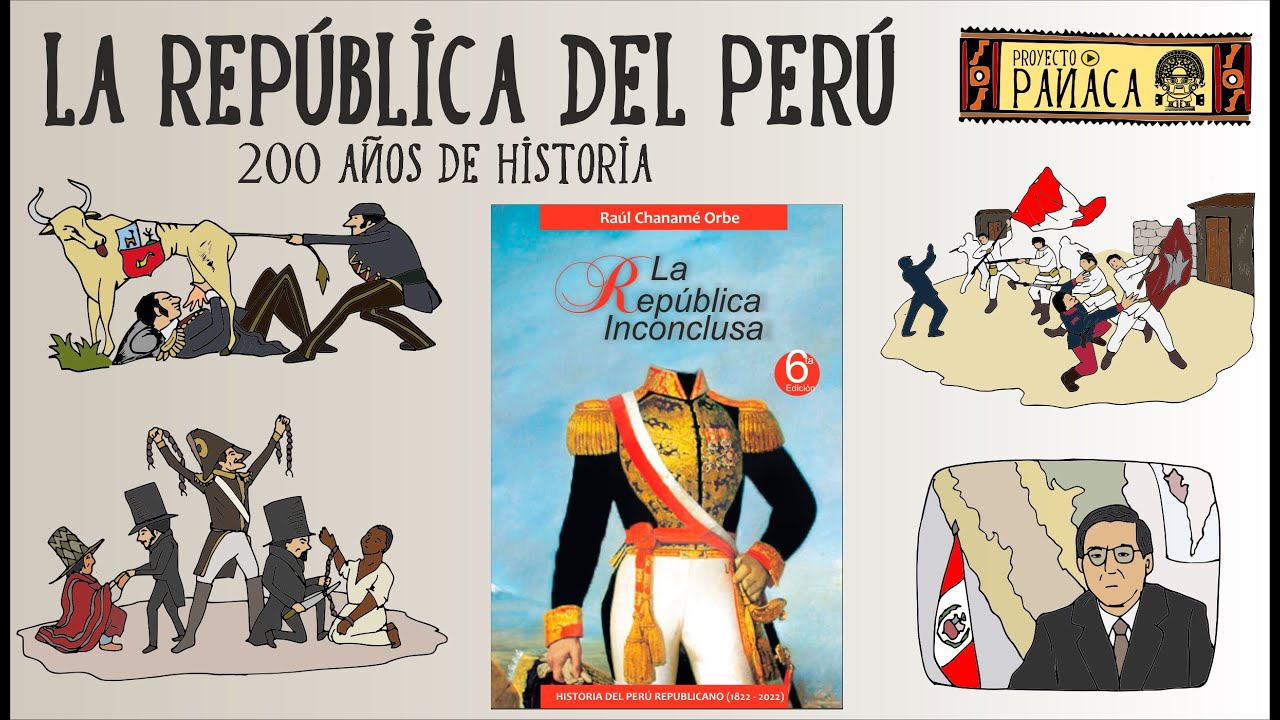 LA REPÚBLICA DEL PERÚ
200 AÑOS DE HISTORIA
PROYECTO
PANACA
Raúl Chanamé Orbe
La
República
Inconclusa
6ta
Edición
HISTORIA DEL PERÚ REPUBLICANO (1822 - 2022)